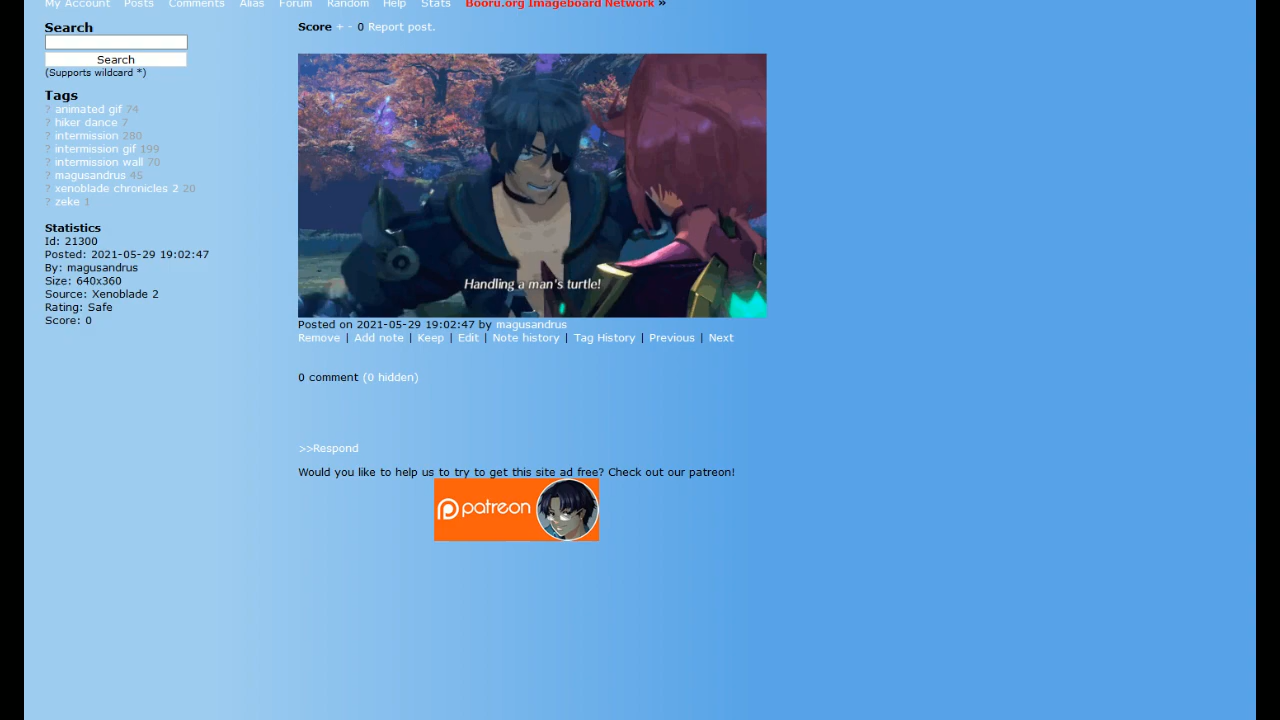 My Account Posts Comments Alias Forum Random Help Stats Booru.org Imageboard Network »
Search
Search
(Supports wildcard *)
Tags
? animated gif 74
? hiker dance 7
? intermission 280
? intermission gif 199
? intermission wall 70
? magusandrus 45
? xenoblade chronicles 2 20
? zeke 1
Statistics
Id: 21300
Posted: 2021-05-29 19:02:47
By: magusandrus
Size: 640x360
Source: Xenoblade 2
Rating: Safe
Score: 0
Score + - 0 Report post.
Handling a man's turtle!
Posted on 2021-05-29 19:02:47 by magusandrus
Remove | Add note | Keep | Edit | Note history | Tag History | Previous | Next
0 comment (0 hidden)
>>Respond
Would you like to help us to try to get this site ad free? Check out our patreon!
patreon